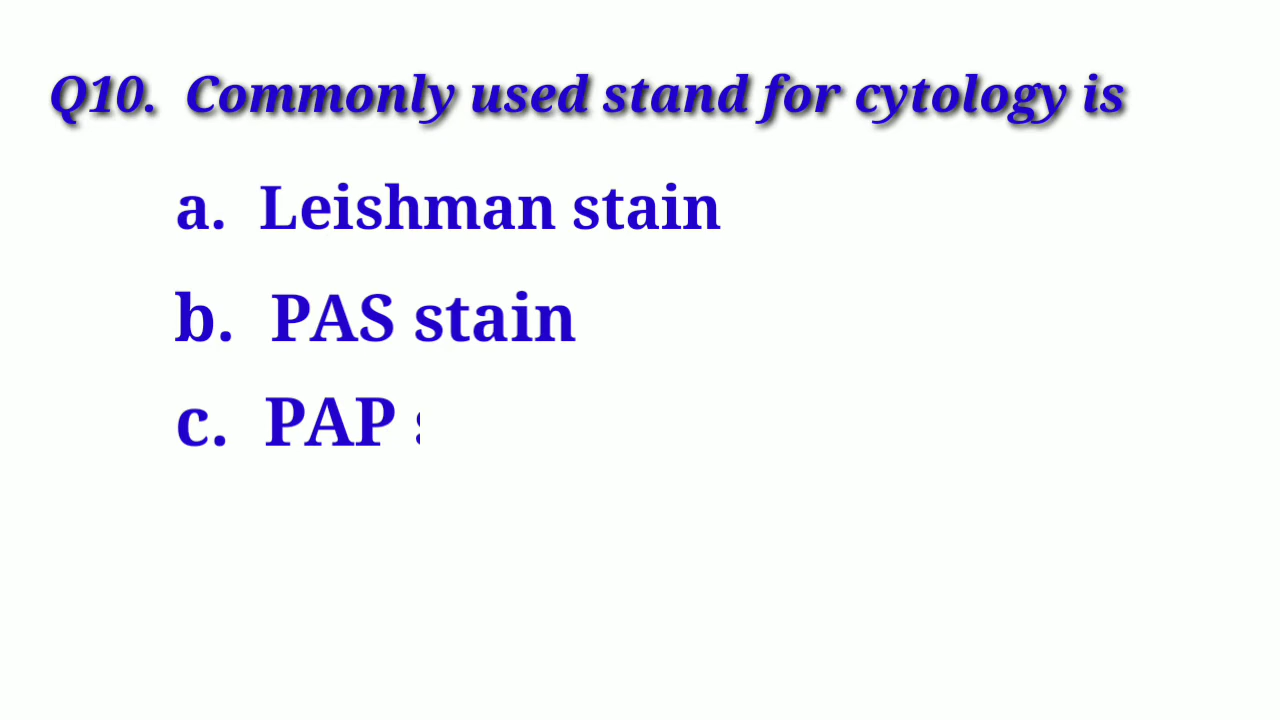 Q10. Commonly used stand for cytology is
a. Leishman stain
b. PAS stain
c. PAP